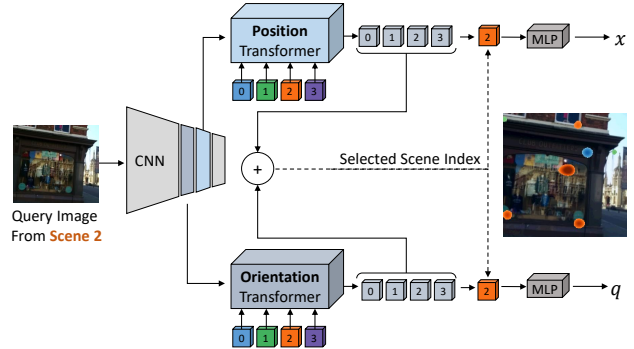 Position
Transformer
0 1 2 3
2
MLP
x
0 1 2 3
CNN
+
Selected Scene Index
Query Image
From Scene 2
Orientation
Transformer
0 1 2 3
2
MLP
q
0 1 2 3